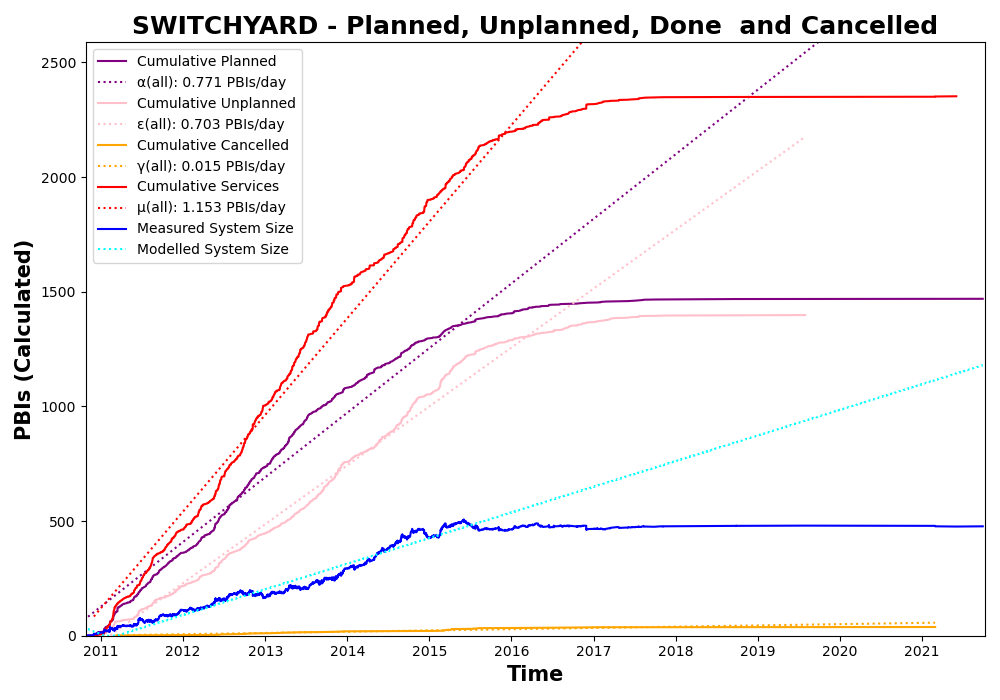 SWITCHYARD - Planned, Unplanned, Done  and Cancelled
Cumulative Planned
α(all): 0.771 PBIs/day
Cumulative Unplanned
ε(all): 0.703 PBIs/day
Cumulative Cancelled
γ(all): 0.015 PBIs/day
Cumulative Services
μ(all): 1.153 PBIs/day
Measured System Size
Modelled System Size
PBIs (Calculated)
2500
2000
1500
1000
500
0
2011 2012 2013 2014 2015 2016 2017 2018 2019 2020 2021
Time